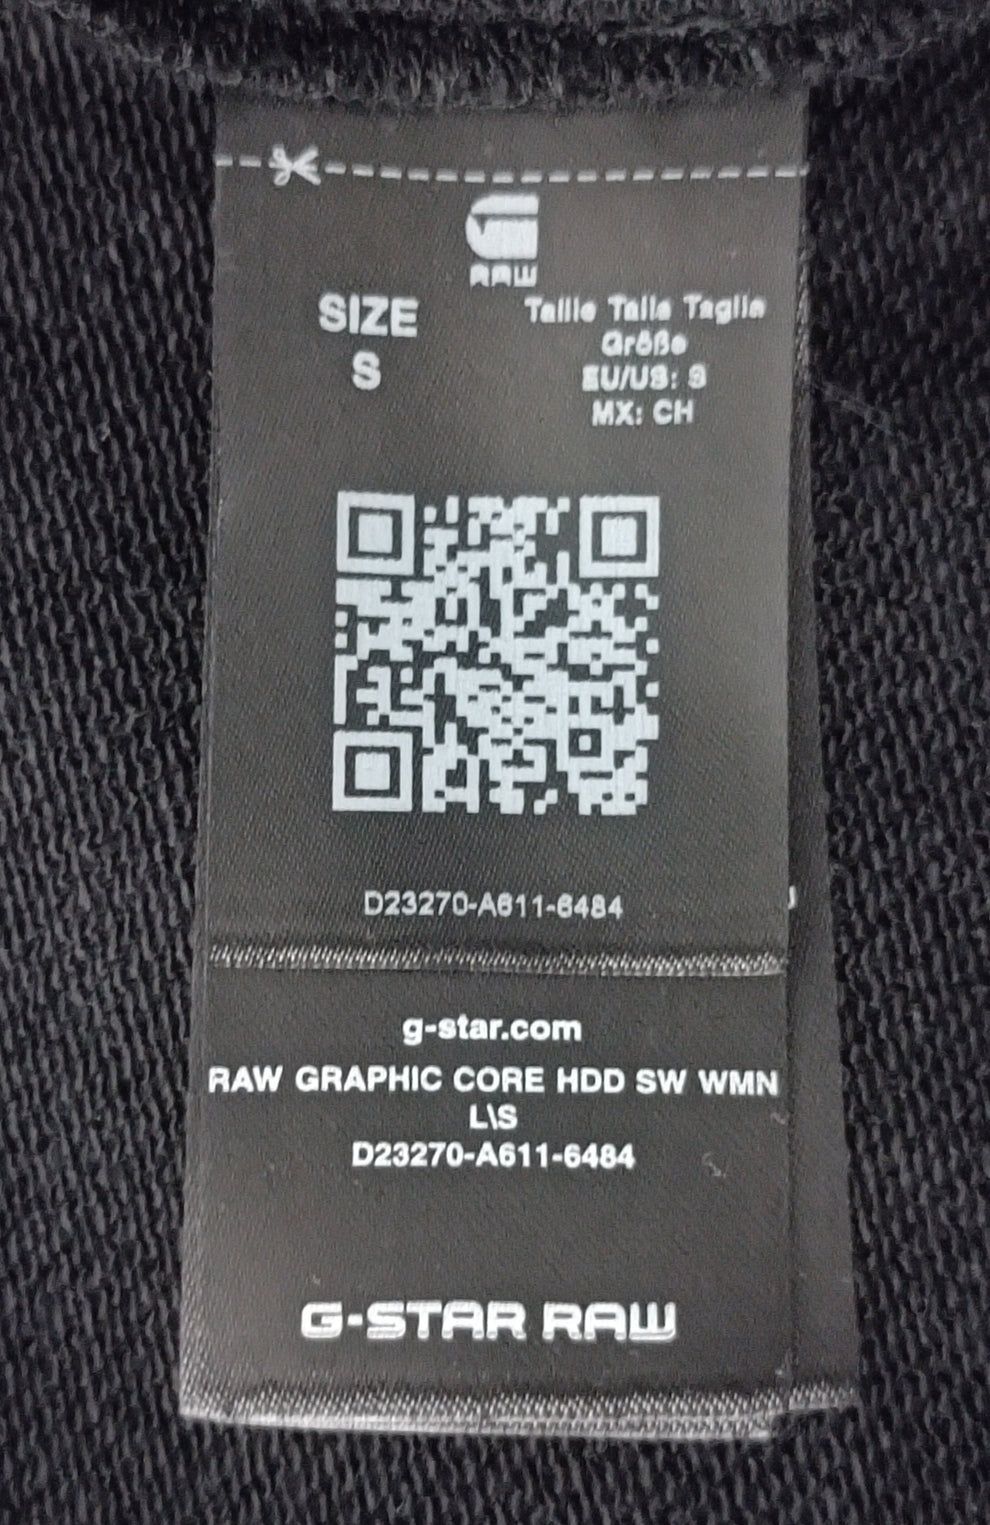 RAW
SIZE
S
Taille Talla Taglia
Größe
EU/US: S
MX: CH
D23270-A611-6484
g-star.com
RAW GRAPHIC CORE HDD SW WMN
L\S
D23270-A611-6484
G-STAR RAW